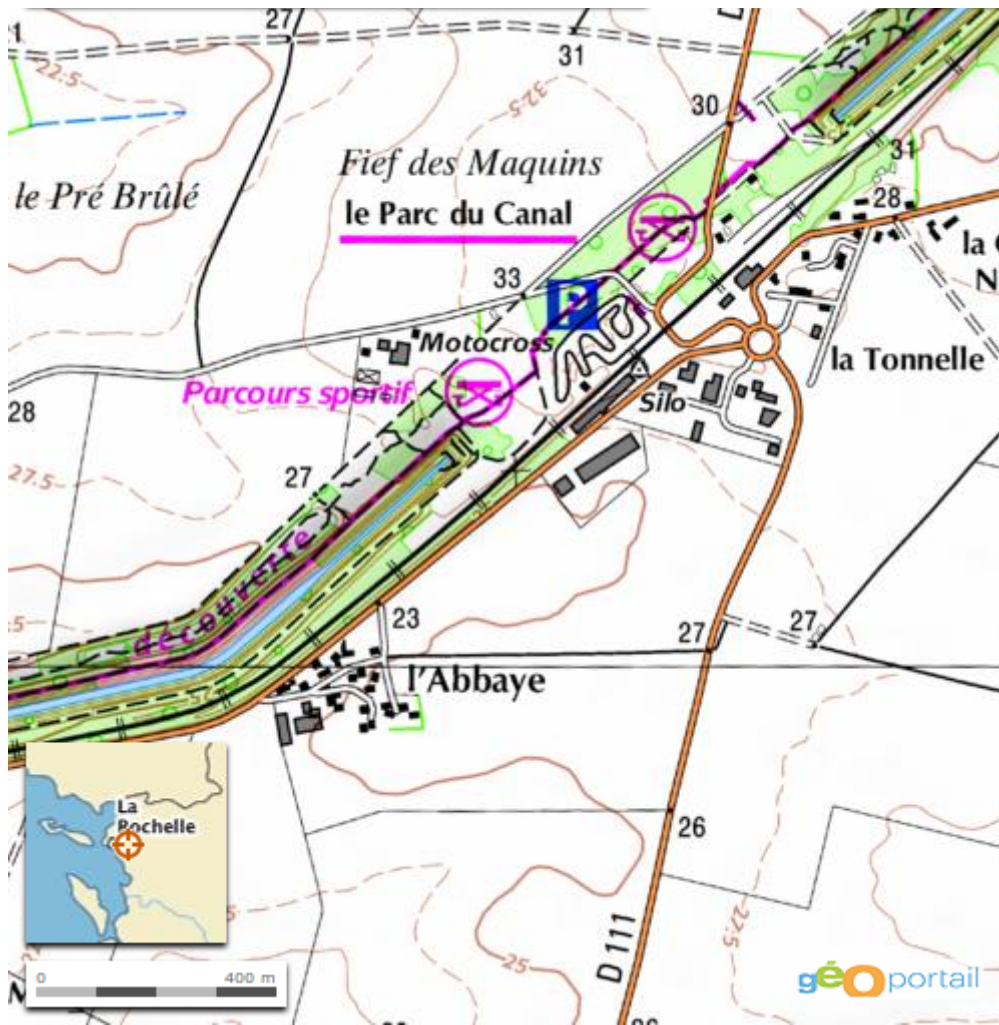 27
31
22.5
32.5
30
Fief des Maquins
le Pré Brûlé
le Parc du Canal
31
28
33
P
Motocross
la Tonnelle
Parcours sportif
Silo
28
27.5
27
découverte
23
27
27
l'Abbaye
La
Rochelle
26
27.5
D 111
25
0 400 m
géoportail